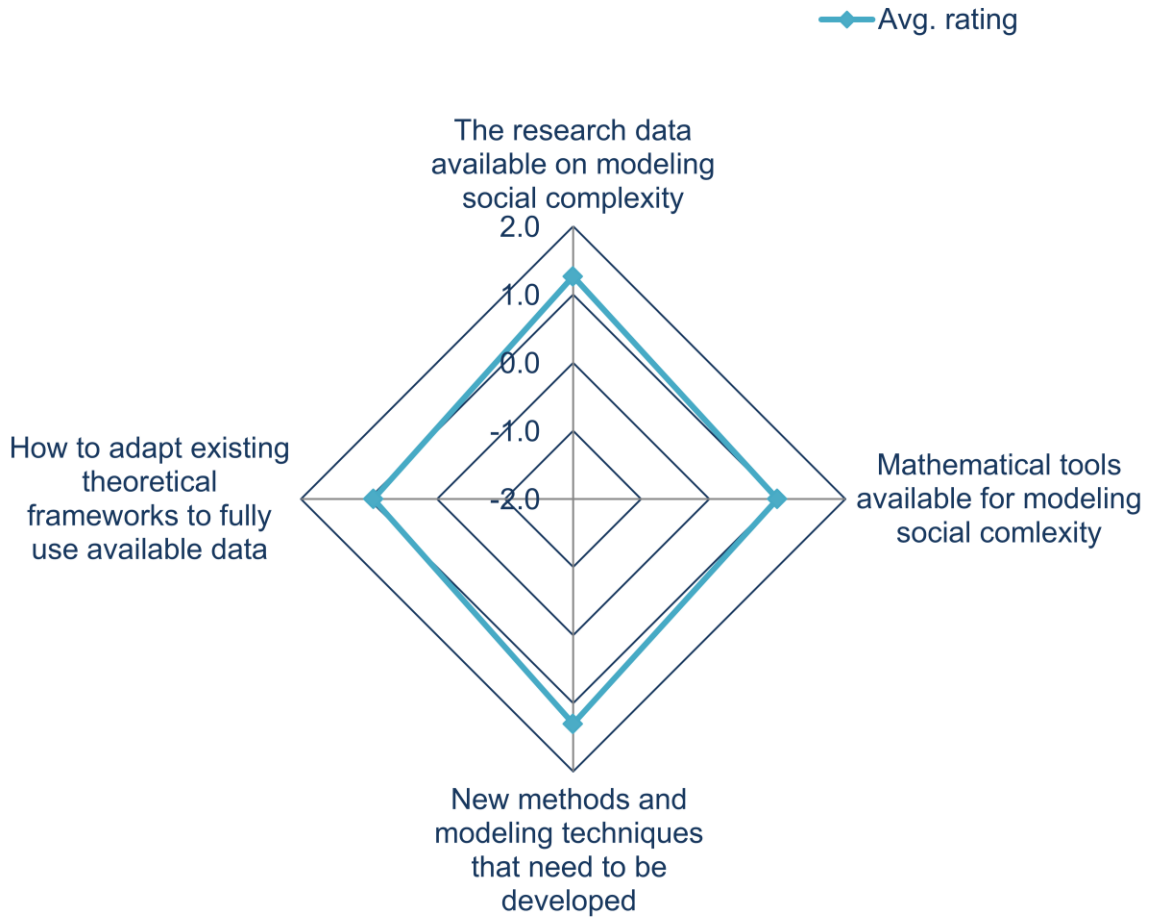 Avg. rating
The research data
available on modeling
social complexity
2.0
1.0
0.0
-1.0
-2.0
How to adapt existing
theoretical
frameworks to fully
use available data
Mathematical tools
available for modeling
social comlexity
New methods and
modeling techniques
that need to be
developed